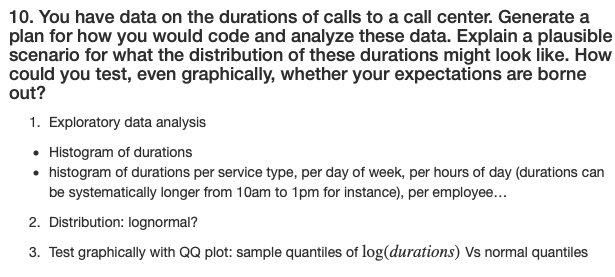 10. You have data on the durations of calls to a call center. Generate a
plan for how you would code and analyze these data. Explain a plausible
scenario for what the distribution of these durations might look like. How
could you test, even graphically, whether your expectations are borne
out?
1. Exploratory data analysis
• Histogram of durations
• histogram of durations per service type, per day of week, per hours of day (durations can
be systematically longer from 10am to 1pm for instance), per employee…
2. Distribution: lognormal?
3. Test graphically with QQ plot: sample quantiles of log(durations) Vs normal quantiles